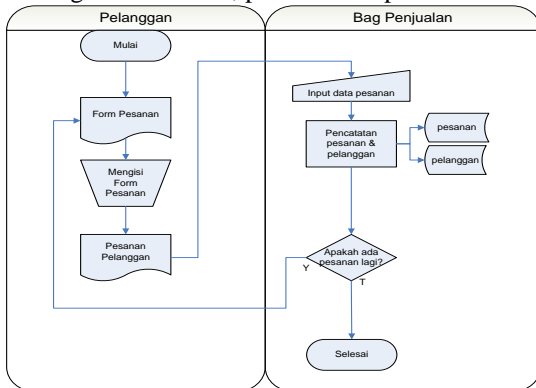 Pelanggan
Bag Penjualan
Mulai
Form Pesanan
Mengisi
Form
Pesanan
Pesanan
Pelanggan
Input data pesanan
Pencatatan
pesanan &
pelanggan
pesanan
pelanggan
Apakah ada
pesanan lagi?
Y
T
Selesai